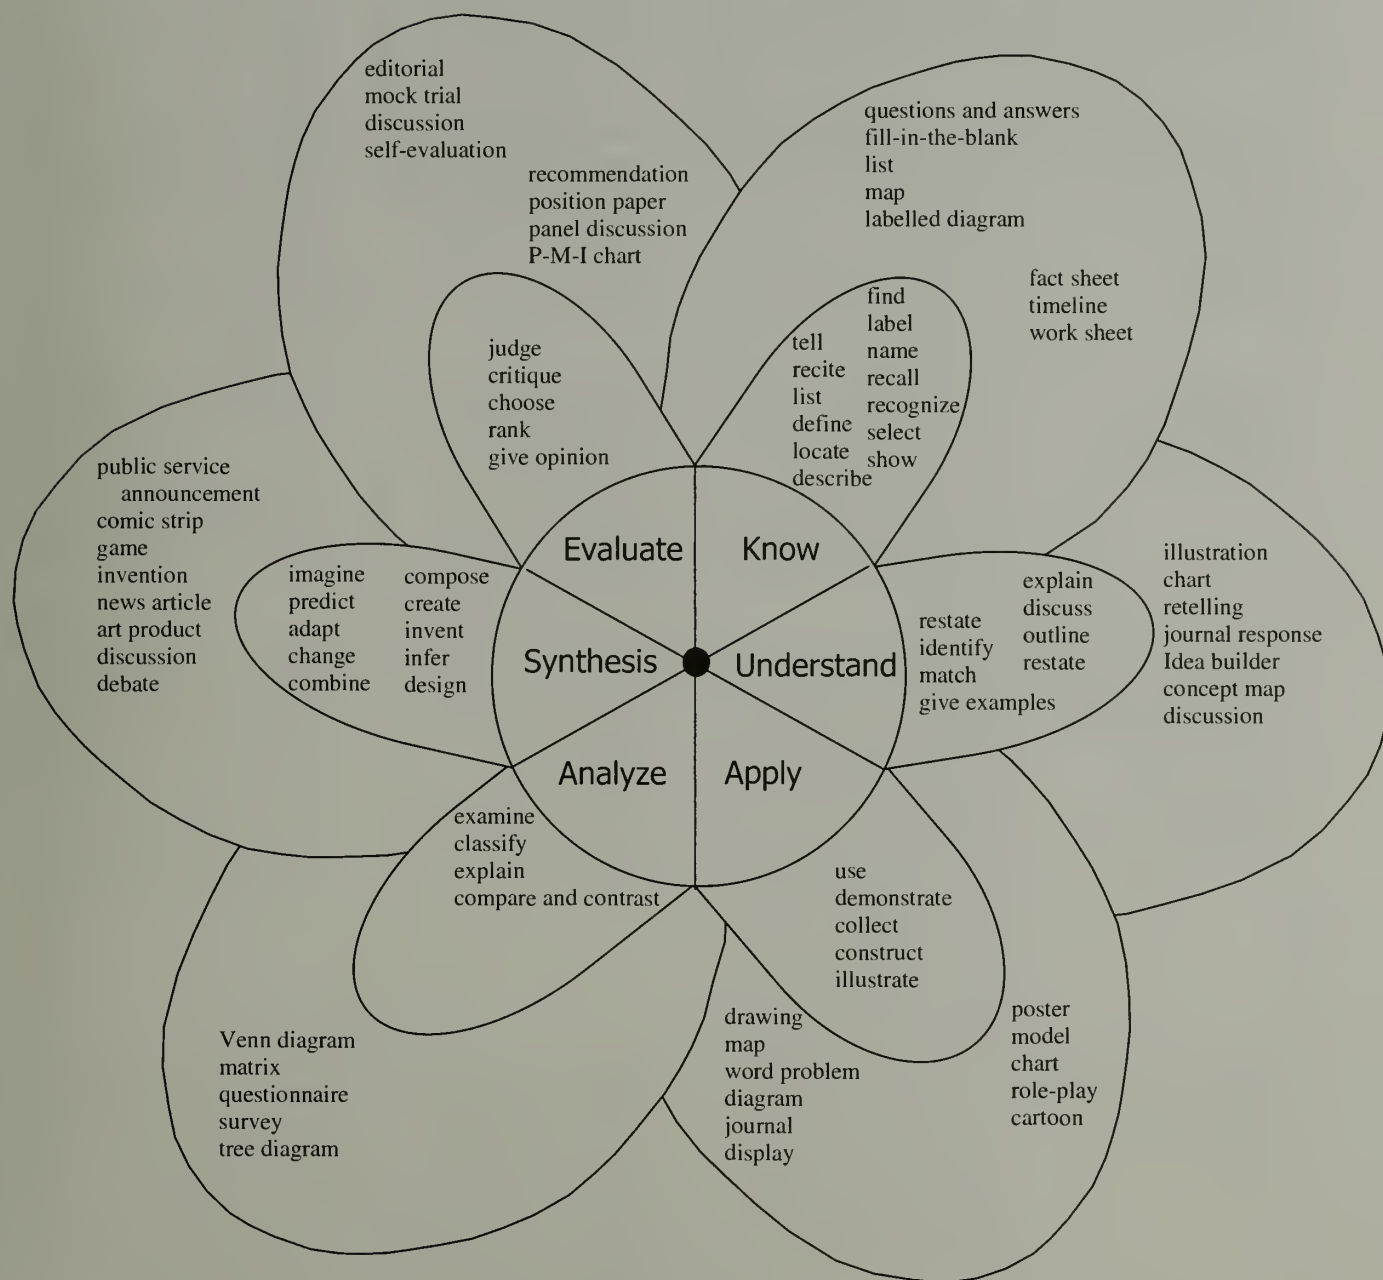 editorial
mock trial
discussion
self-evaluation
recommendation
position paper
panel discussion
P-M-I chart
judge
critique
choose
rank
give opinion
questions and answers
fill-in-the-blank
list
map
labelled diagram
fact sheet
timeline
work sheet
tell
recite
list
define
locate
describe
find
label
name
recall
recognize
select
show
public service
announcement
comic strip
game
invention
news article
art product
discussion
debate
imagine
predict
adapt
change
combine
compose
create
invent
infer
design
Evaluate
Know
Synthesis
Understand
Analyze
Apply
restate
identify
match
give examples
explain
discuss
outline
restate
illustration
chart
retelling
journal response
Idea builder
concept map
discussion
examine
classify
explain
compare and contrast
Venn diagram
matrix
questionnaire
survey
tree diagram
use
demonstrate
collect
construct
illustrate
drawing
map
word problem
diagram
journal
display
poster
model
chart
role-play
cartoon